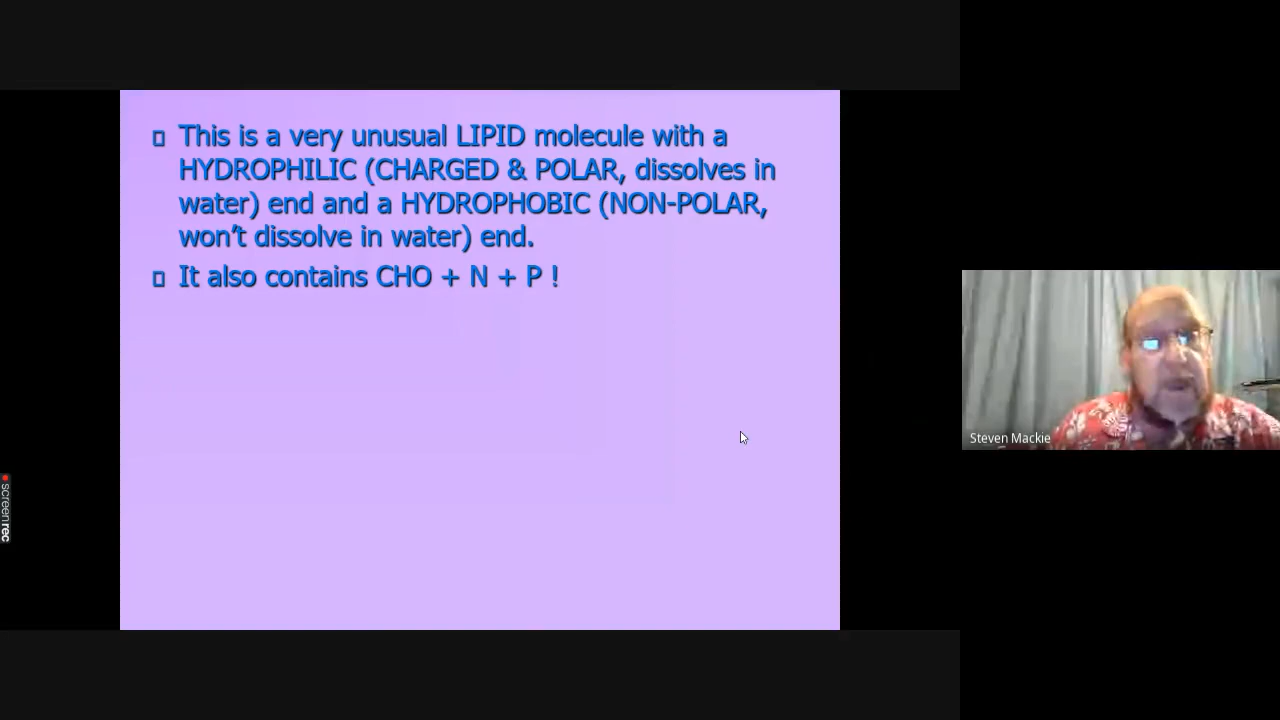 This is a very unusual LIPID molecule with a
HYDROPHILIC (CHARGED & POLAR, dissolves in
water) end and a HYDROPHOBIC (NON-POLAR,
won't dissolve in water) end.
It also contains CHO + N + P !
Steven Mackie
screenrec